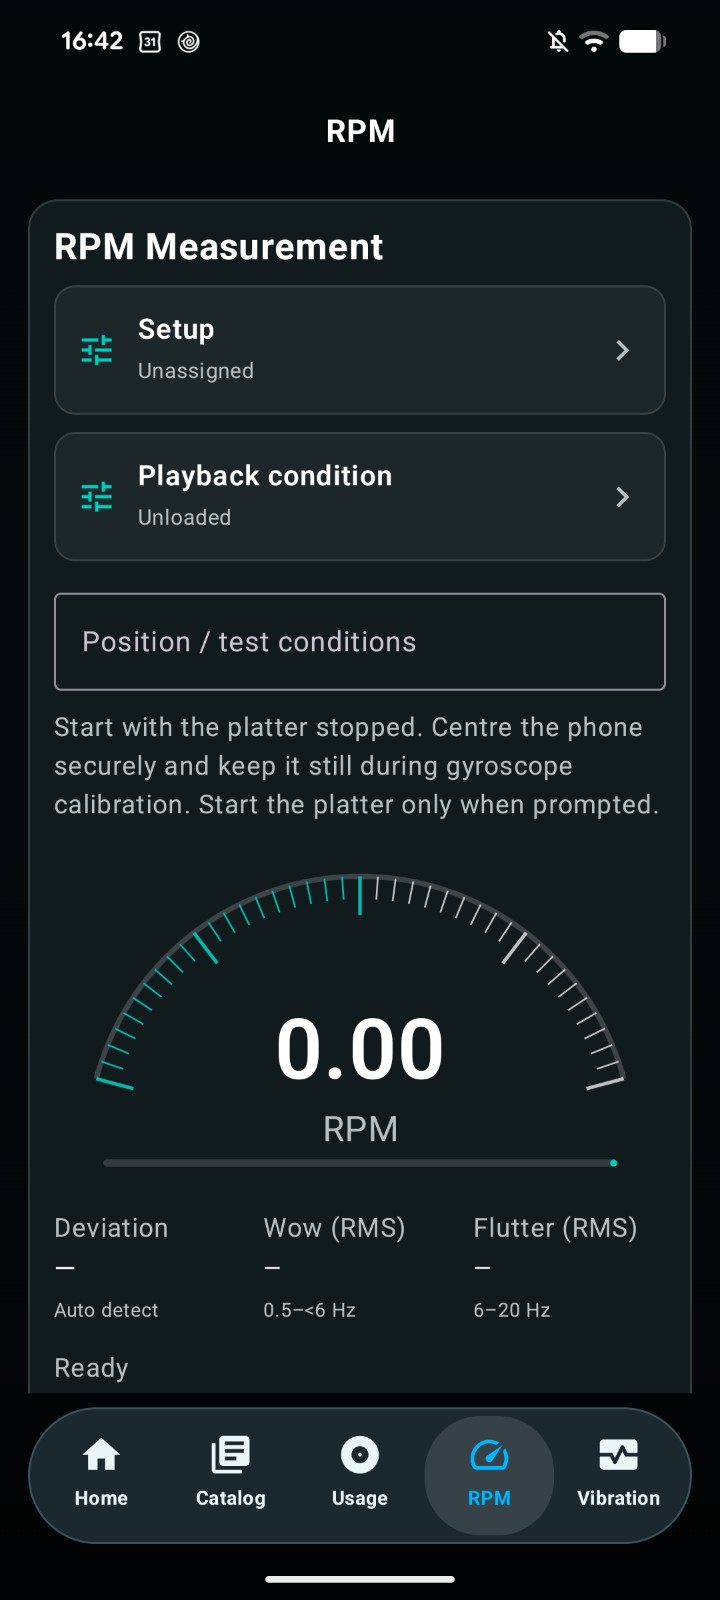 16:42
31
RPM
RPM Measurement
Setup
Unassigned
Playback condition
Unloaded
Position / test conditions
Start with the platter stopped. Centre the phone
securely and keep it still during gyroscope
calibration. Start the platter only when prompted.
0.00
RPM
Deviation Wow (RMS) Flutter (RMS)
— – –
Auto detect 0.5–<6 Hz 6–20 Hz
Ready
Home Catalog Usage RPM Vibration